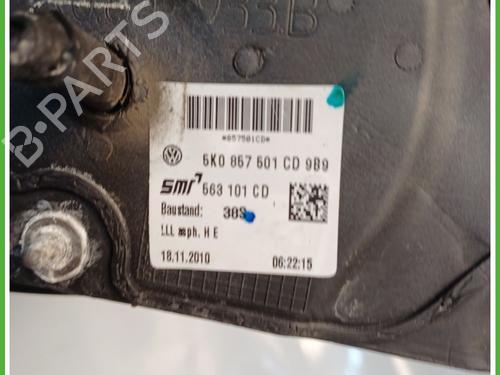 *857501CD*
5K0 857 501 CD 9B9
smr 563 101 CD
Baustand: 38S
LLL asph. H E
18.11.2010 06:22:15
B-PARTS